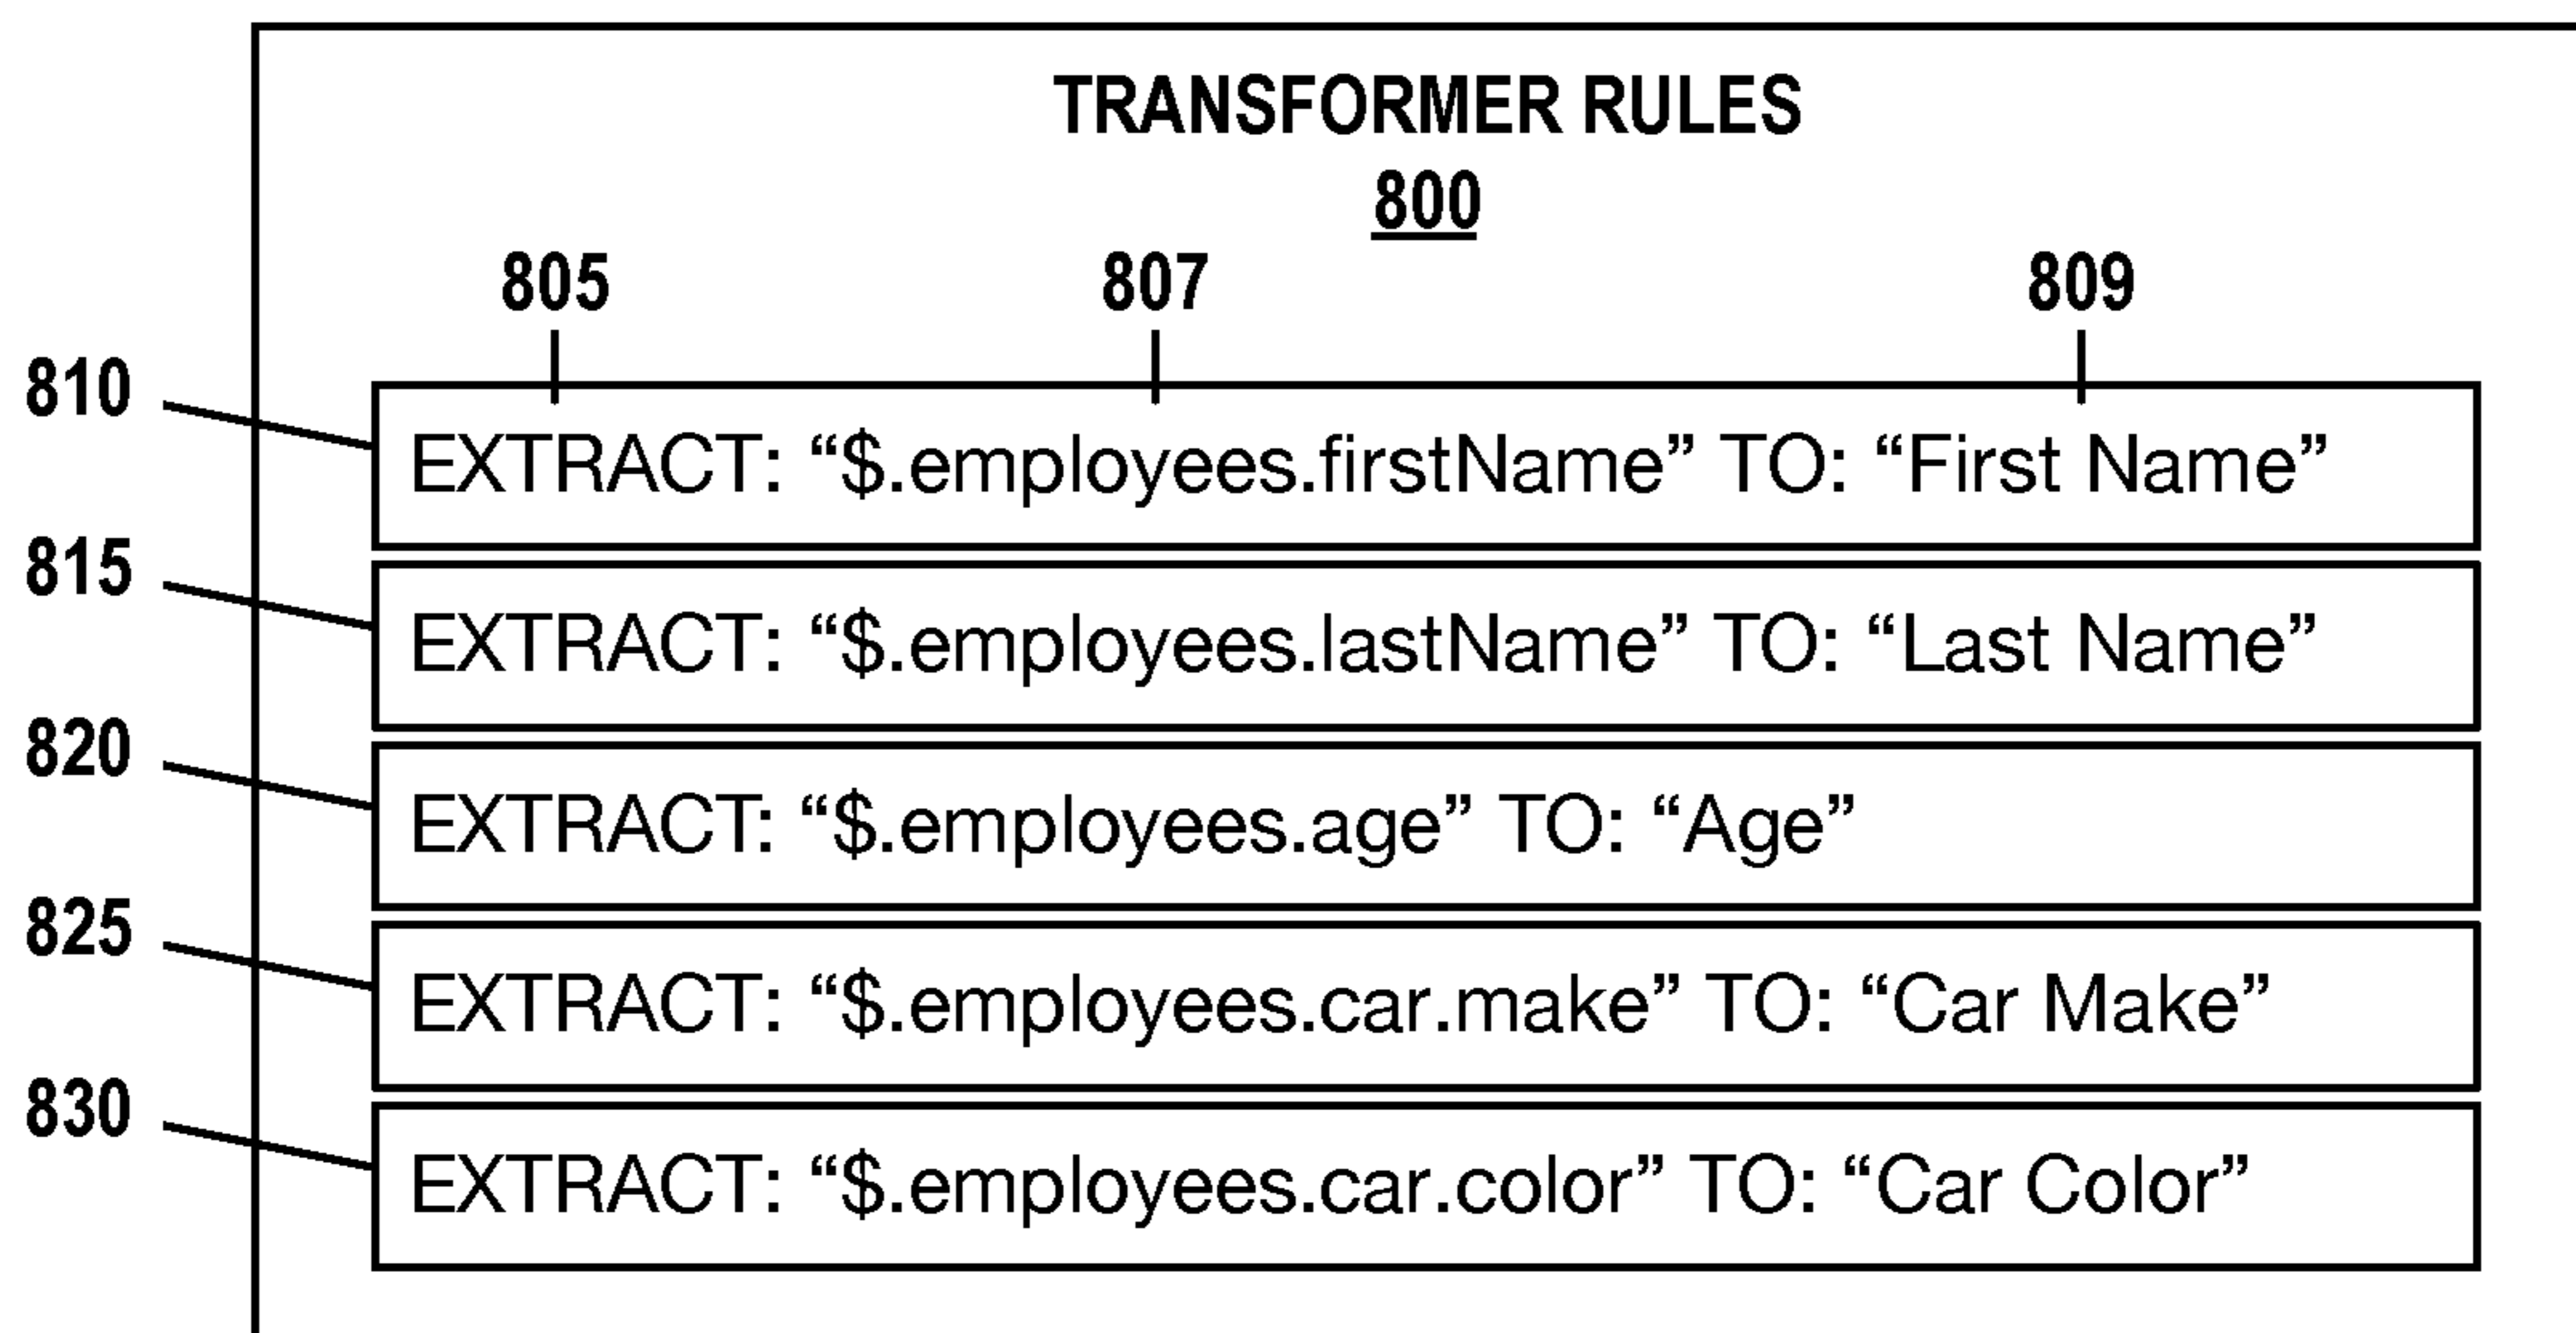 TRANSFORMER RULES
800
805 807 809
810
EXTRACT: “$.employees.firstName” TO: “First Name”
815
EXTRACT: “$.employees.lastName” TO: “Last Name”
820
EXTRACT: “$.employees.age” TO: “Age”
825
EXTRACT: “$.employees.car.make” TO: “Car Make”
830
EXTRACT: “$.employees.car.color” TO: “Car Color”